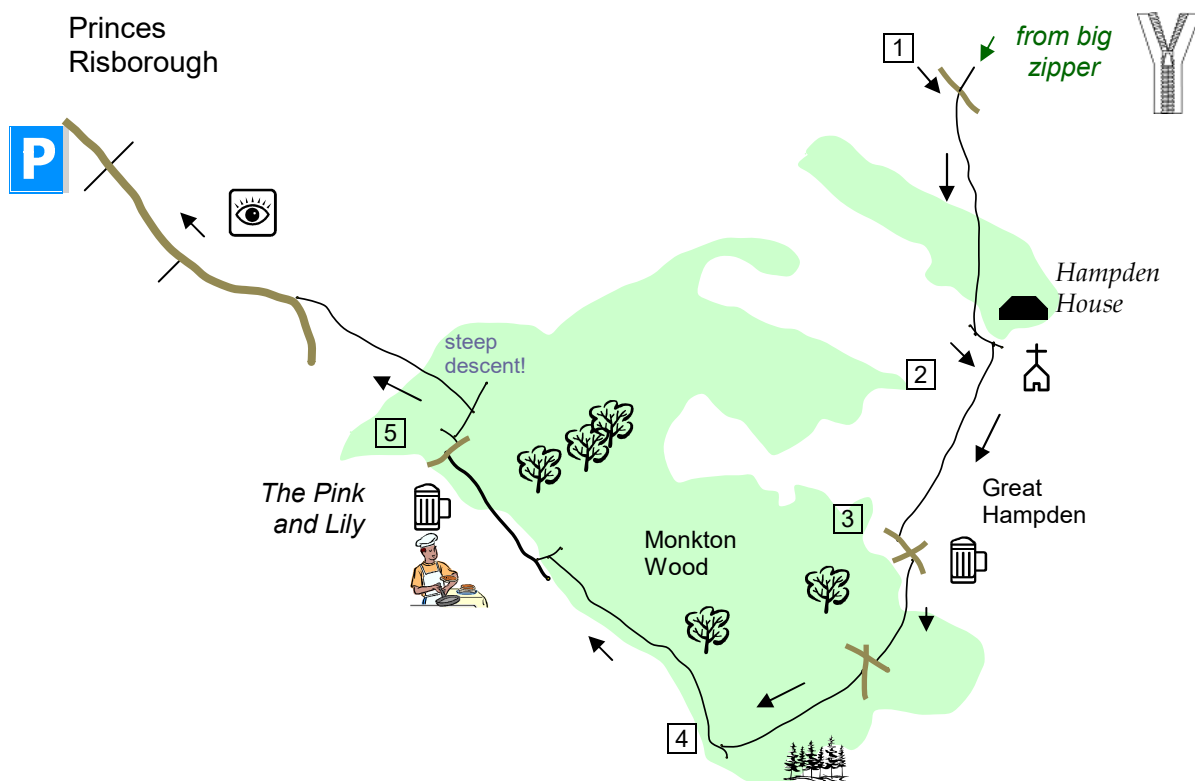 Princes
Risborough
1
from big
zipper
P
Hampden
House
steep
descent!
2
5
The Pink
and Lily
Great
Hampden
3
Monkton
Wood
4